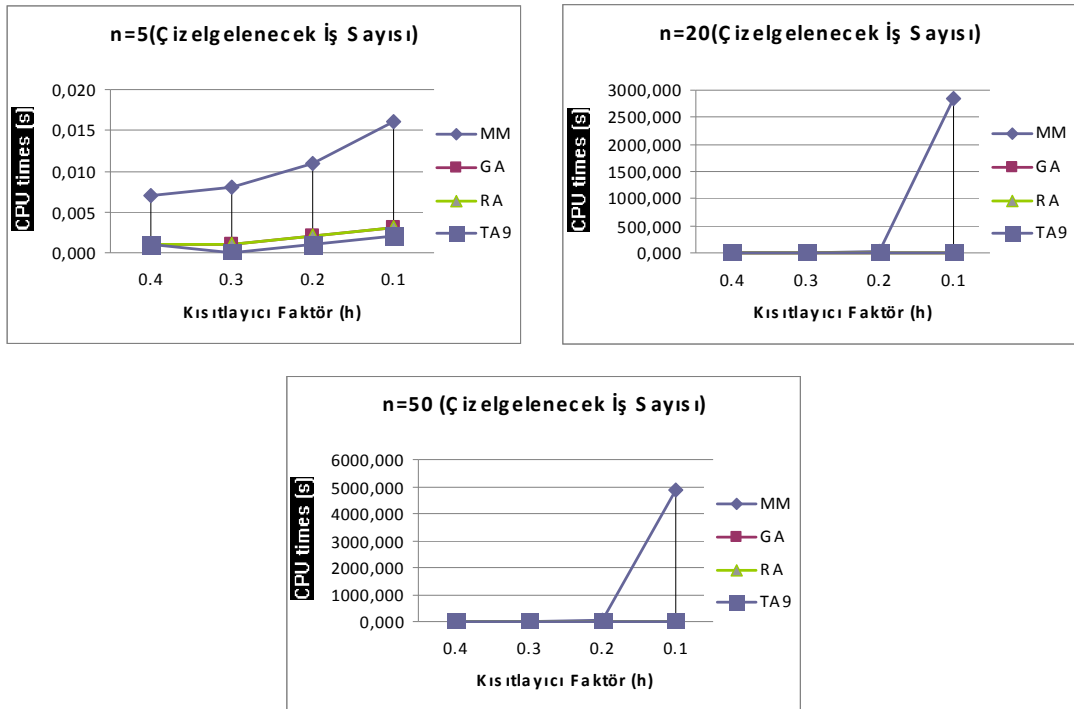 n=5(Çizelgelenecek İş Sayısı)
CPU times (s)
0,020
0,015
0,010
0,005
0,000
0.4 0.3 0.2 0.1
Kısıtlayıcı Faktör (h)
MM
GA
RA
TA9
n=20(Çizelgelenecek İş Sayısı)
CPU times (s)
3000,000
2500,000
2000,000
1500,000
1000,000
500,000
0,000
0.4 0.3 0.2 0.1
Kısıtlayıcı Faktör (h)
MM
GA
RA
TA9
n=50 (Çizelgelenecek İş Sayısı)
CPU times (s)
6000,000
5000,000
4000,000
3000,000
2000,000
1000,000
0,000
0.4 0.3 0.2 0.1
Kısıtlayıcı Faktör (h)
MM
GA
RA
TA9